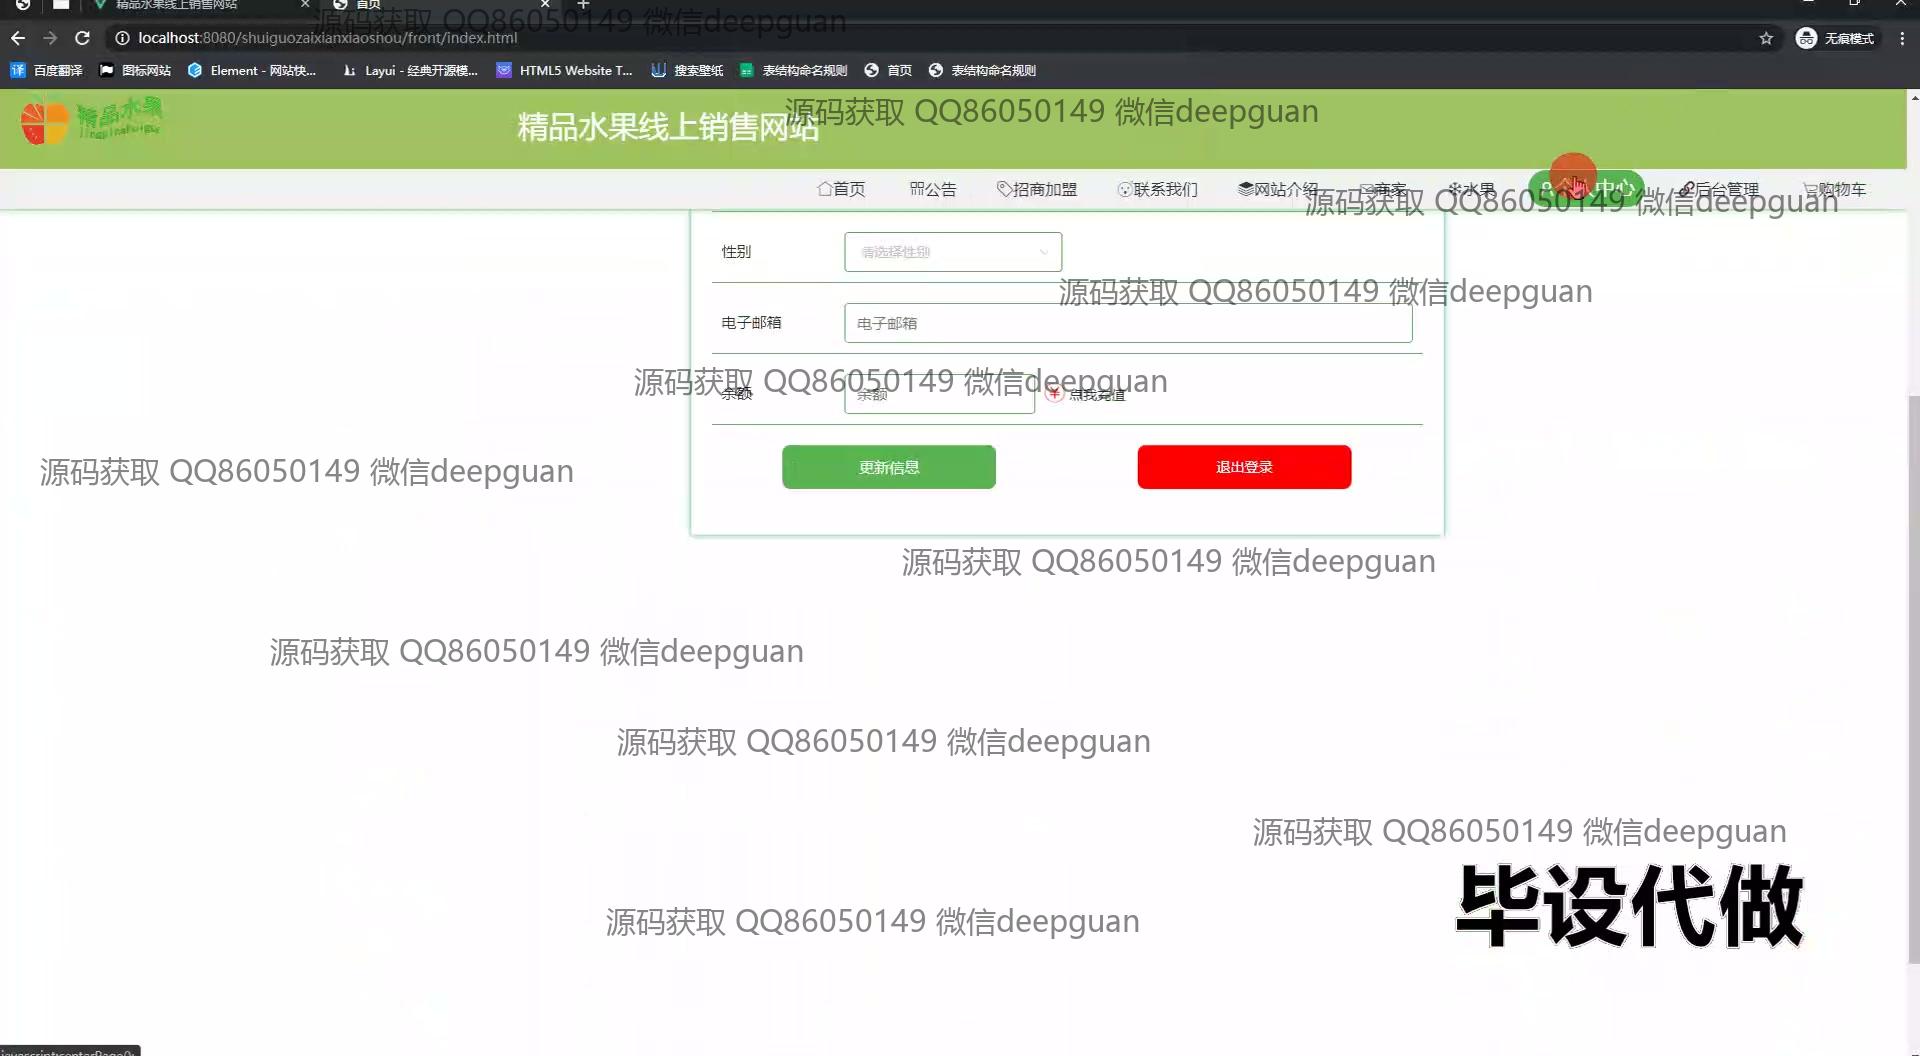 精品水果线上销售网站
首页
源码获取 QQ86050149 微信deepguan
localhost:8080/shuiguozaixianxiaoshou/front/index.html
无痕模式
百度翻译
图标网站
Element - 网站快...
Layui - 经典开源模...
HTML5 Website T...
搜索壁纸
表结构命名规则
首页
表结构命名规则
精品水果
精品水果线上销售网站
源码获取 QQ86050149 微信deepguan
首页
公告
招商加盟
联系我们
网站介绍
商家
水果
个人中心
后台管理
购物车
源码获取 QQ86050149 微信deepguan
性别
请选择性别
源码获取 QQ86050149 微信deepguan
电子邮箱
电子邮箱
源码获取 QQ86050149 微信deepguan
余额
余额
点我充值
源码获取 QQ86050149 微信deepguan
更新信息
退出登录
源码获取 QQ86050149 微信deepguan
源码获取 QQ86050149 微信deepguan
源码获取 QQ86050149 微信deepguan
源码获取 QQ86050149 微信deepguan
毕设代做
源码获取 QQ86050149 微信deepguan